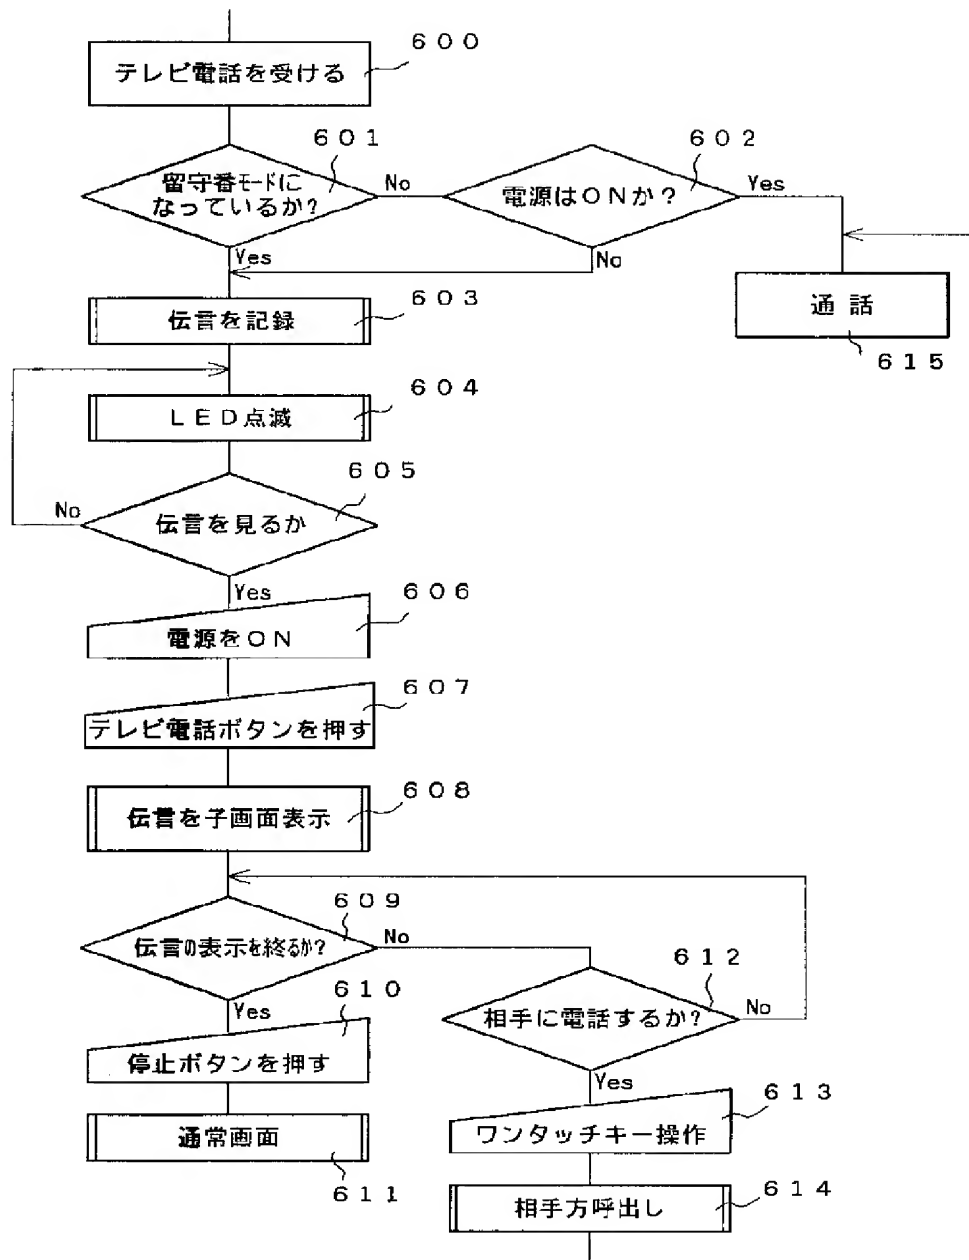 ６００
テレビ電話を受ける
６０１
留守番モードに
なっているか?
No
６０２
電源はＯＮか？
Yes
Yes
No
６０３
伝言を記録
通 話
６１５
６０４
ＬＥＤ点滅
６０５
No
伝言を見るか
Yes
６０６
電源をＯＮ
６０７
テレビ電話ボタンを押す
６０８
伝言を子画面表示
６０９
伝言の表示を終るか?
No
６１２
Yes
６１０
相手に電話するか?
No
停止ボタンを押す
Yes
６１３
通常画面
ワンタッチキー操作
６１１
６１４
相手方呼出し